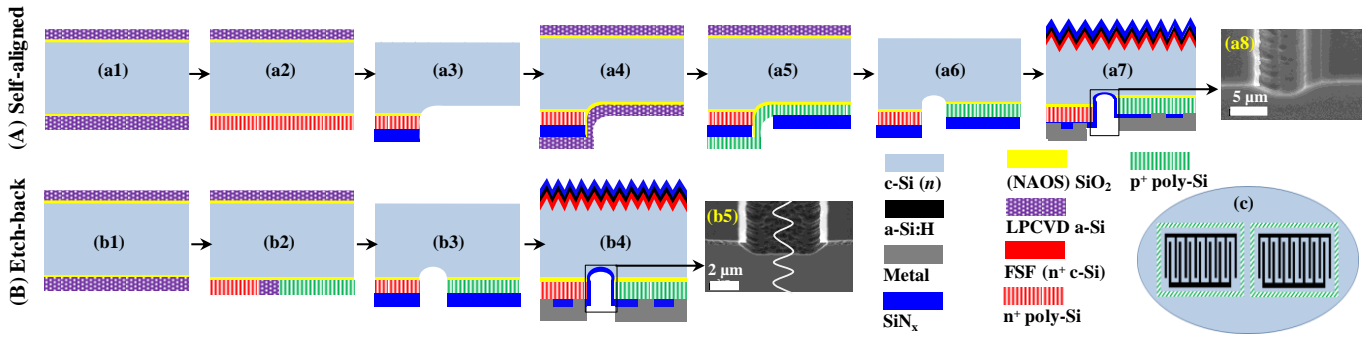 (A) Self-aligned
(a1)
(a2)
(a3)
(a4)
(a5)
(a6)
(a7)
(a8)
5 µm
(B) Etch-back
(b1)
(b2)
(b3)
(b4)
(b5)
2 µm
c-Si (n)
a-Si:H
Metal
SiNₓ
(NAOS) SiO₂
LPCVD a-Si
FSF (n⁺ c-Si)
n⁺ poly-Si
p⁺ poly-Si
(c)